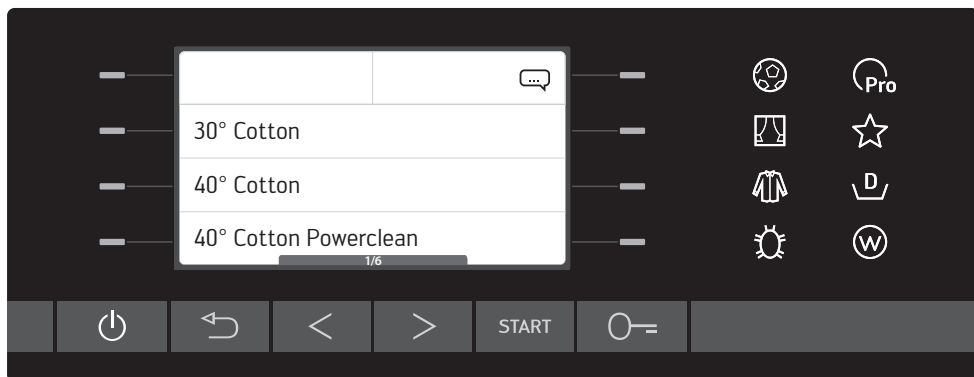 ...
30° Cotton
40° Cotton
40° Cotton Powerclean
1/6
Pro
D
W
START